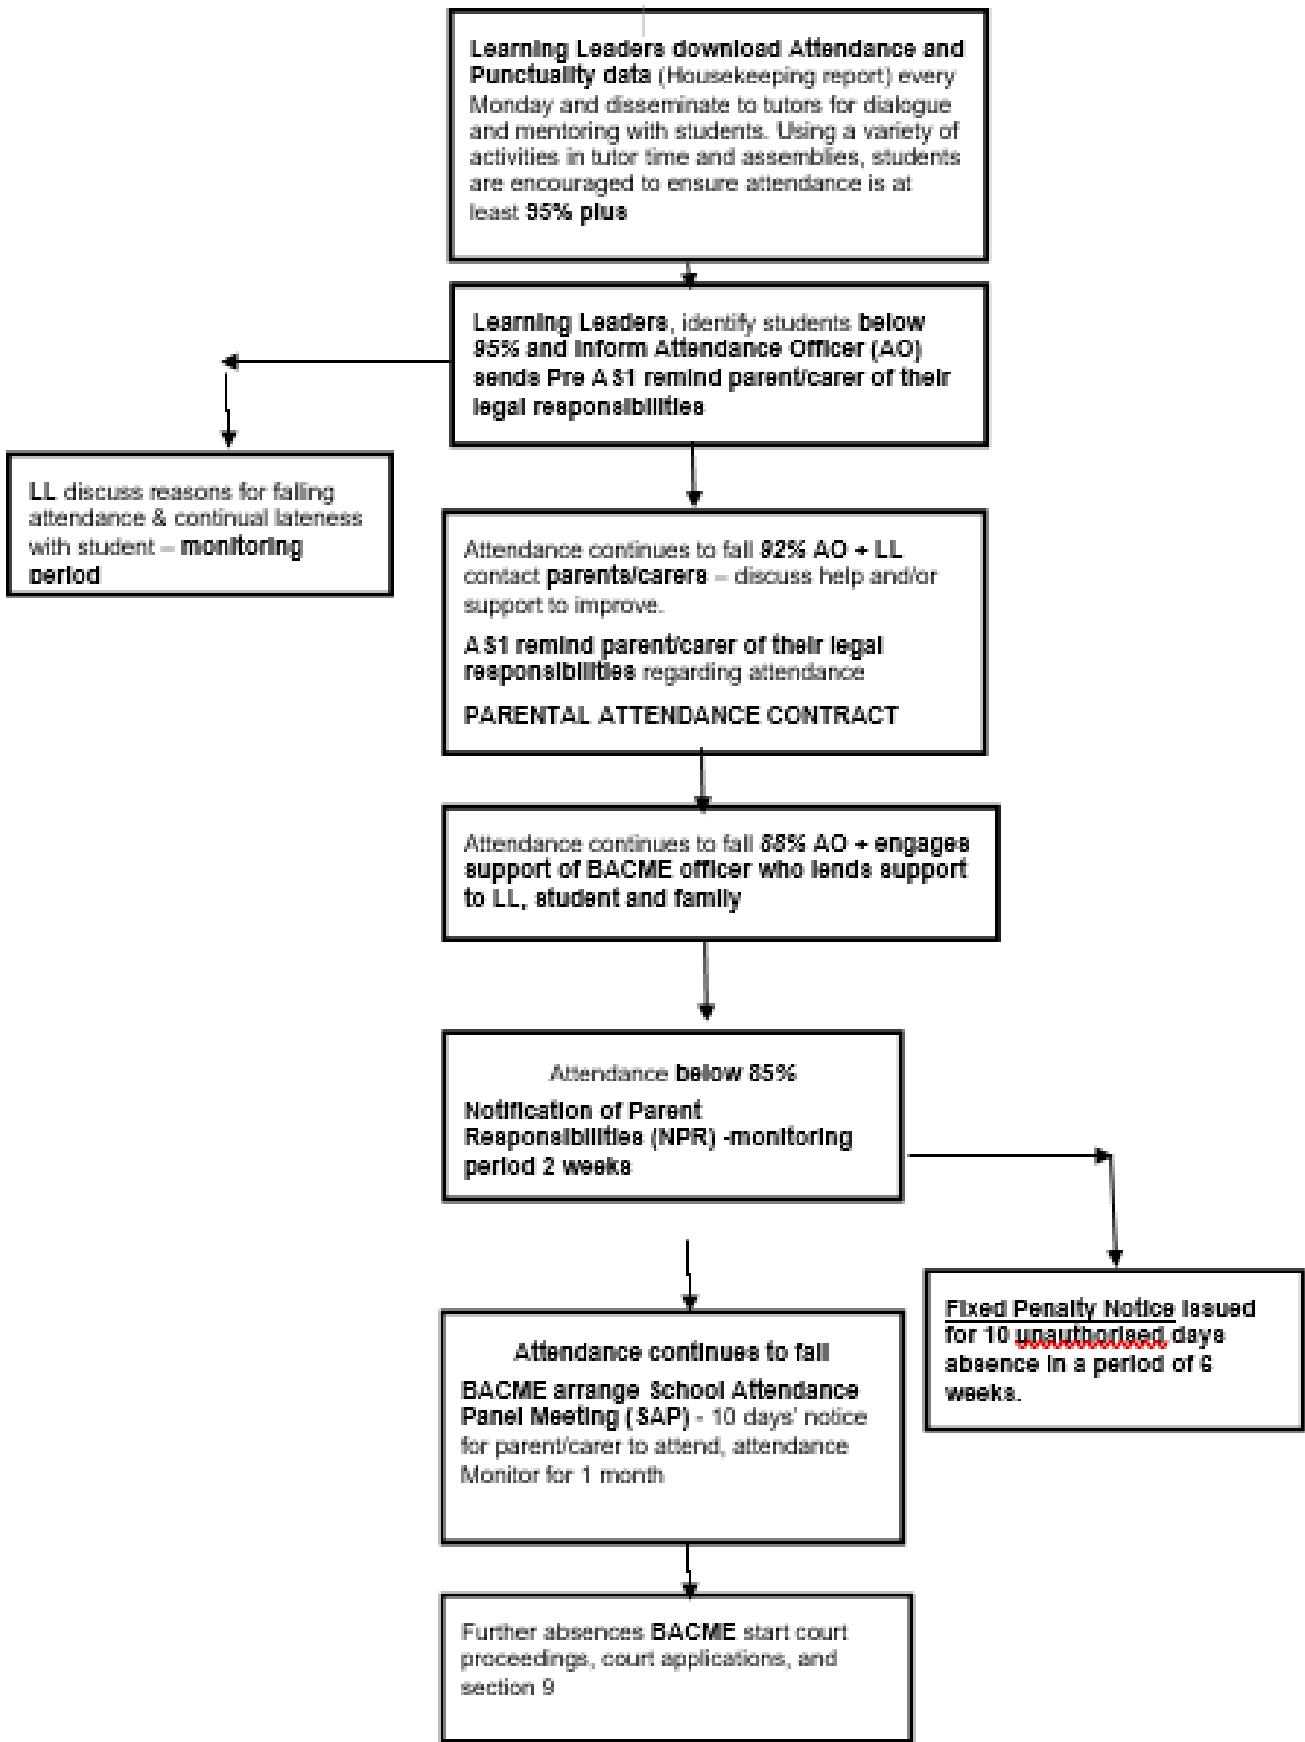 Learning Leaders download Attendance and
Punctuality data (Housekeeping report) every
Monday and disseminate to tutors for dialogue
and mentoring with students. Using a variety of
activities in tutor time and assemblies, students
are encouraged to ensure attendance is at
least 95% plus
Learning Leaders, identify students below
95% and inform Attendance Officer (AO)
sends Pre AS1 remind parent/carer of their
legal responsibilities
LL discuss reasons for falling
attendance & continual lateness
with student – monitoring
period
Attendance continues to fall 92% AO + LL
contact parents/carers – discuss help and/or
support to improve.
AS1 remind parent/carer of their legal
responsibilities regarding attendance
PARENTAL ATTENDANCE CONTRACT
Attendance continues to fall 88% AO + engages
support of BACME officer who lends support
to LL, student and family
Attendance below 85%
Notification of Parent
Responsibilities (NPR) -monitoring
period 2 weeks
Fixed Penalty Notice issued
for 10 unauthorised days
absence in a period of 6
weeks.
Attendance continues to fall
BACME arrange School Attendance
Panel Meeting (SAP) - 10 days' notice
for parent/carer to attend, attendance
Monitor for 1 month
Further absences BACME start court
proceedings, court applications, and
section 9